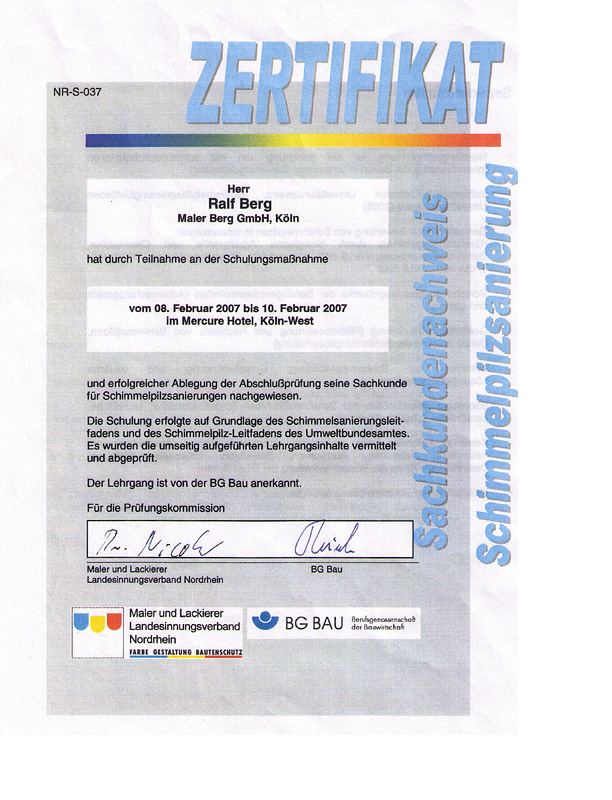 ZERTIFIKAT
NR-S-037
Herr
Ralf Berg
Maler Berg GmbH, Köln
hat durch Teilnahme an der Schulungsmaßnahme
vom 08. Februar 2007 bis 10. Februar 2007
im Mercure Hotel, Köln-West
und erfolgreicher Ablegung der Abschlußprüfung seine Sachkunde
für Schimmelpilzsanierungen nachgewiesen.
Die Schulung erfolgte auf Grundlage des Schimmelsanierungsleit-
fadens und des Schimmelpilz-Leitfadens des Umweltbundesamtes.
Es wurden die umseitig aufgeführten Lehrgangsinhalte vermittelt
und abgeprüft.
Der Lehrgang ist von der BG Bau anerkannt.
Für die Prüfungskommission
Maler und Lackierer
Landesinnungsverband Nordrhein
BG Bau
Maler und Lackierer
Landesinnungsverband
Nordrhein
FARBE GESTALTUNG BAUTENSCHUTZ
BG BAU
Berufsgenossenschaft
der Bauwirtschaft
Sachkundenachweis
Schimmelpilzsanierung